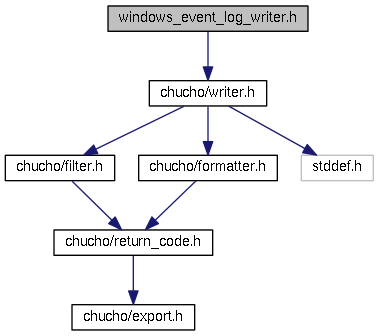 windows_event_log_writer.h
chucho/writer.h
chucho/filter.h
chucho/formatter.h
stddef.h
chucho/return_code.h
chucho/export.h